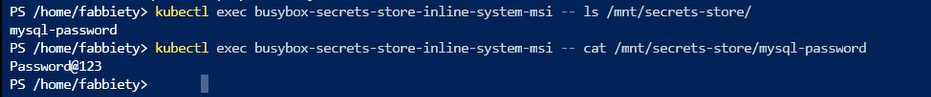 PS /home/fabbiety> kubectl exec busybox-secrets-store-inline-system-msi -- ls /mnt/secrets-store/
mysql-password
PS /home/fabbiety> kubectl exec busybox-secrets-store-inline-system-msi -- cat /mnt/secrets-store/mysql-password
Password@123
PS /home/fabbiety>